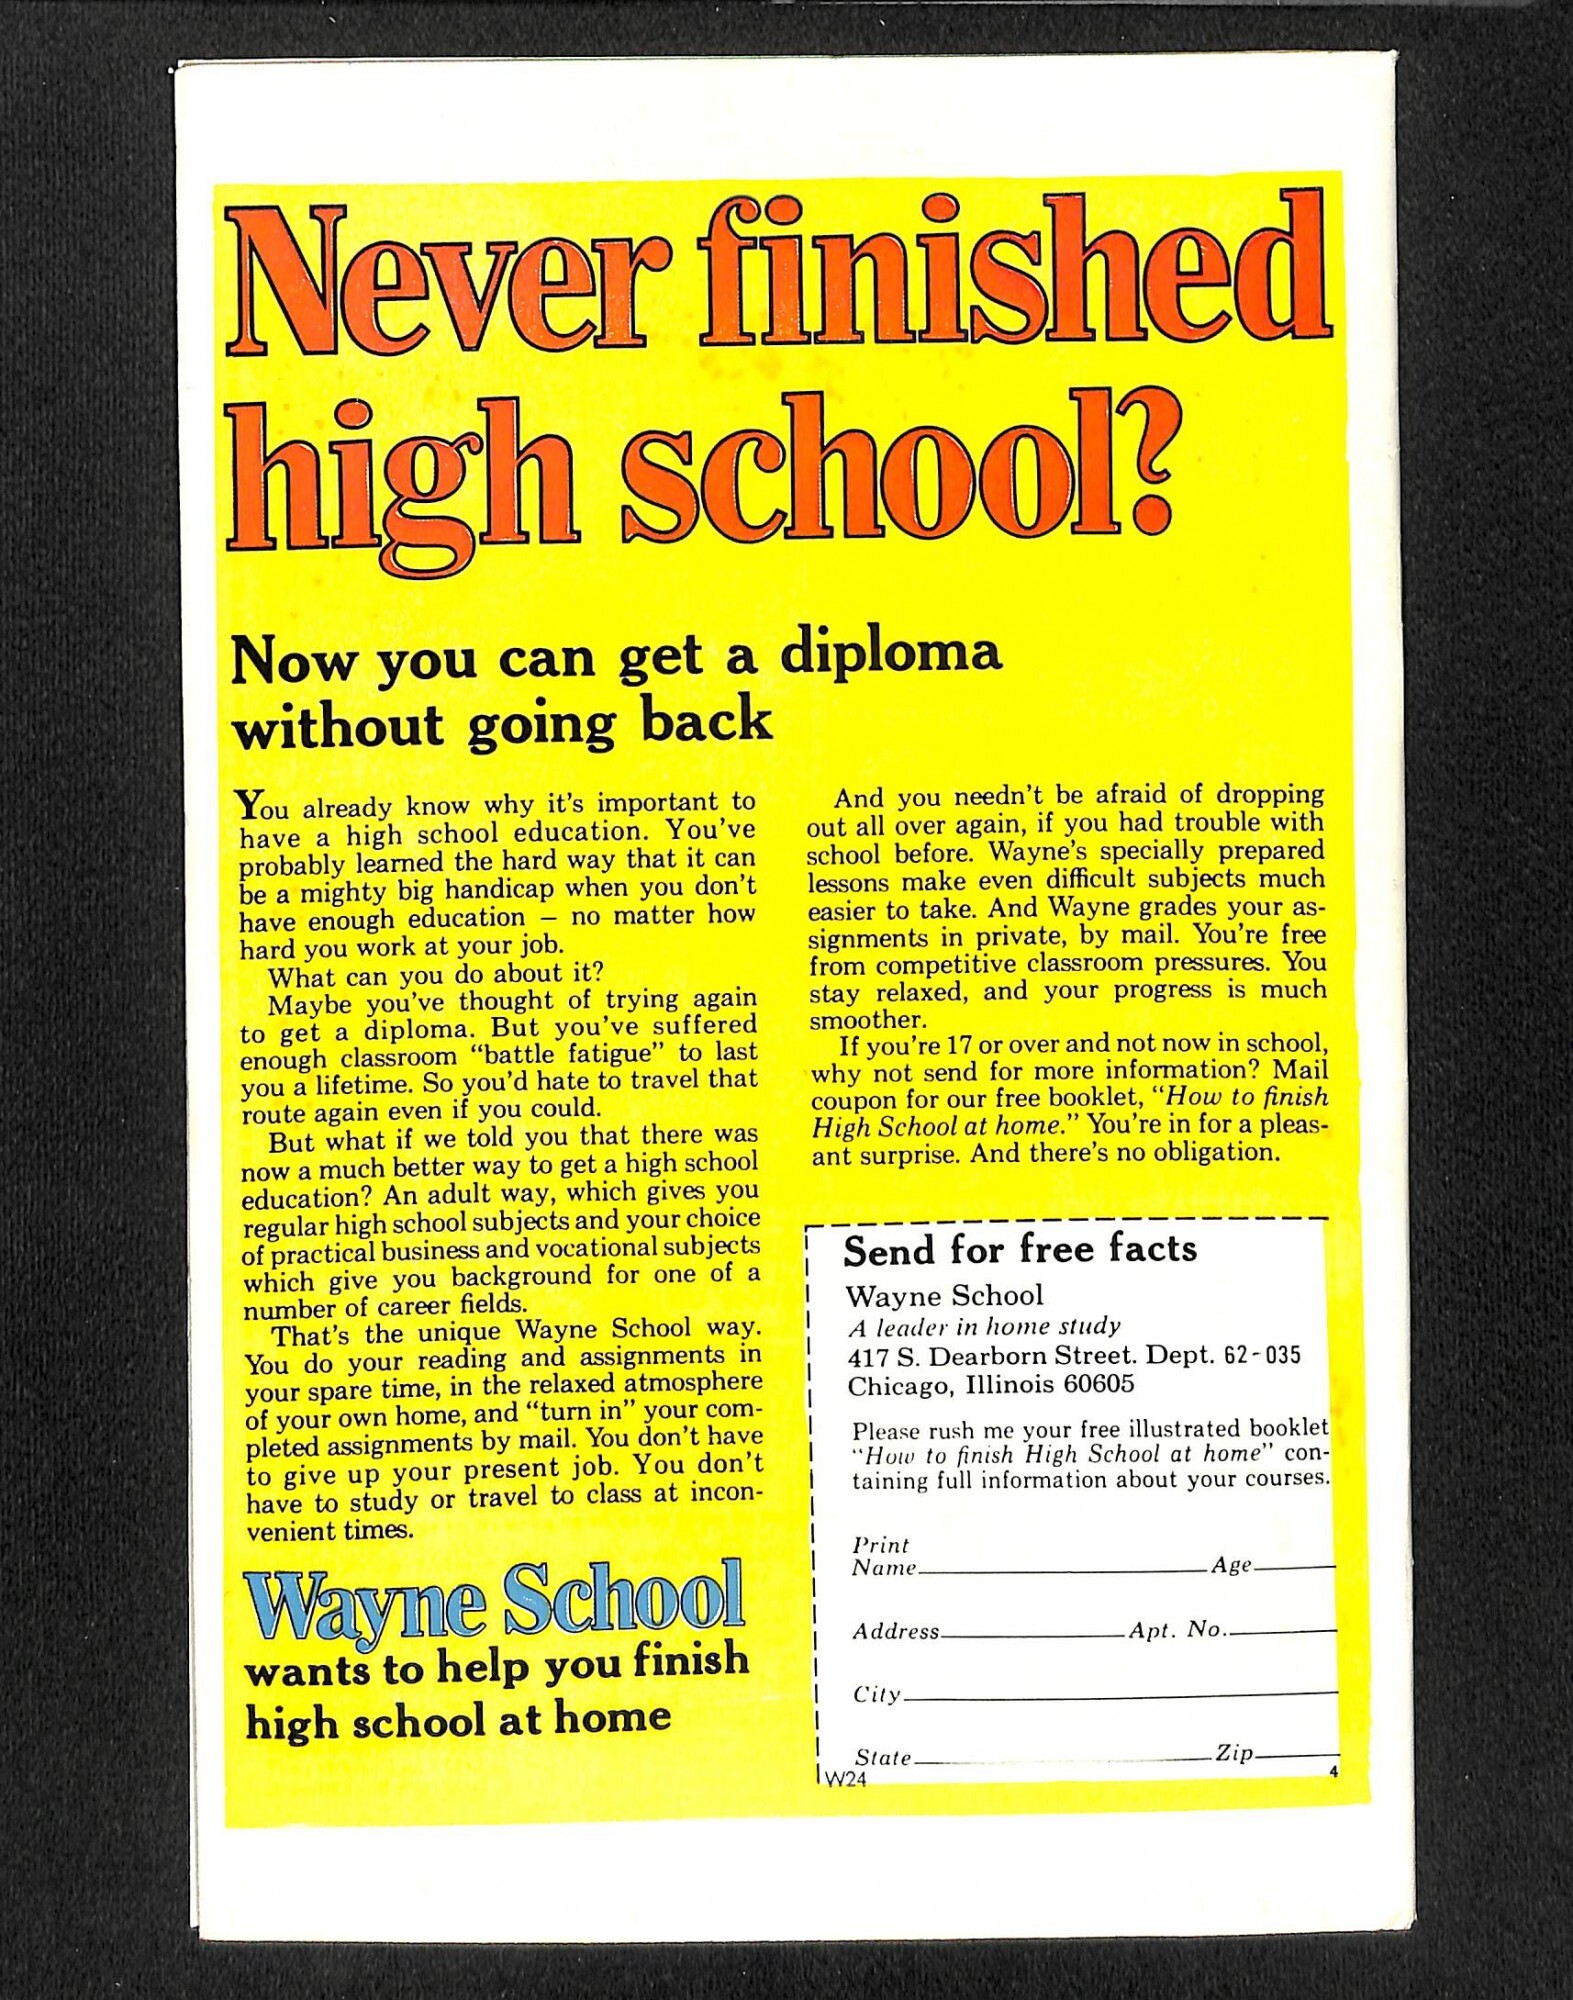 Never finished
high school?
Now you can get a diploma
without going back
You already know why it's important to
have a high school education. You've
probably learned the hard way that it can
be a mighty big handicap when you don't
have enough education — no matter how
hard you work at your job.
What can you do about it?
Maybe you've thought of trying again
to get a diploma. But you've suffered
enough classroom "battle fatigue" to last
you a lifetime. So you'd hate to travel that
route again even if you could.
But what if we told you that there was
now a much better way to get a high school
education? An adult way, which gives you
regular high school subjects and your choice
of practical business and vocational subjects
which give you background for one of a
number of career fields.
That's the unique Wayne School way.
You do your reading and assignments in
your spare time, in the relaxed atmosphere
of your own home, and "turn in" your com-
pleted assignments by mail. You don't have
to give up your present job. You don't
have to study or travel to class at incon-
venient times.
Wayne School
wants to help you finish
high school at home
And you needn't be afraid of dropping
out all over again, if you had trouble with
school before. Wayne's specially prepared
lessons make even difficult subjects much
easier to take. And Wayne grades your as-
signments in private, by mail. You're free
from competitive classroom pressures. You
stay relaxed, and your progress is much
smoother.
If you're 17 or over and not now in school,
why not send for more information? Mail
coupon for our free booklet, "How to finish
High School at home." You're in for a pleas-
ant surprise. And there's no obligation.
Send for free facts
Wayne School
A leader in home study
417 S. Dearborn Street. Dept. 62-035
Chicago, Illinois 60605
Please rush me your free illustrated booklet
"How to finish High School at home" con-
taining full information about your courses.
Print
Name Age
Address Apt. No.
City
State Zip
W24 4